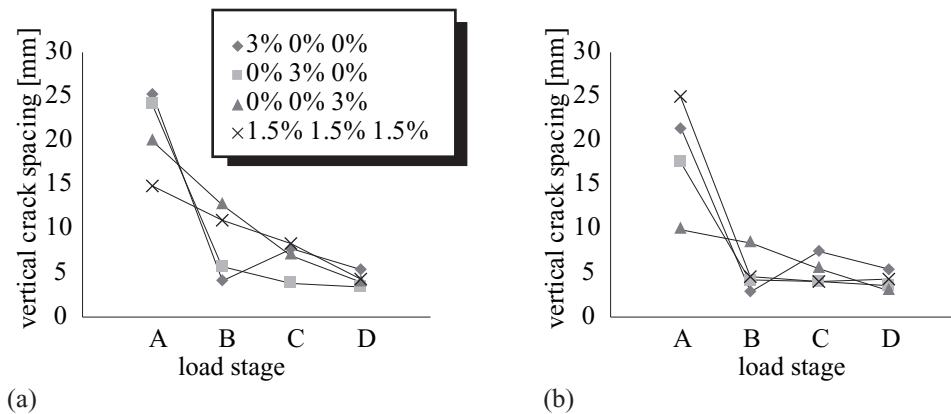 vertical crack spacing [mm]
30
25
20
15
10
5
0
3% 0% 0%
0% 3% 0%
0% 0% 3%
1.5% 1.5% 1.5%
A B C D
load stage
(a)
vertical crack spacing [mm]
30
25
20
15
10
5
0
A B C D
load stage
(b)